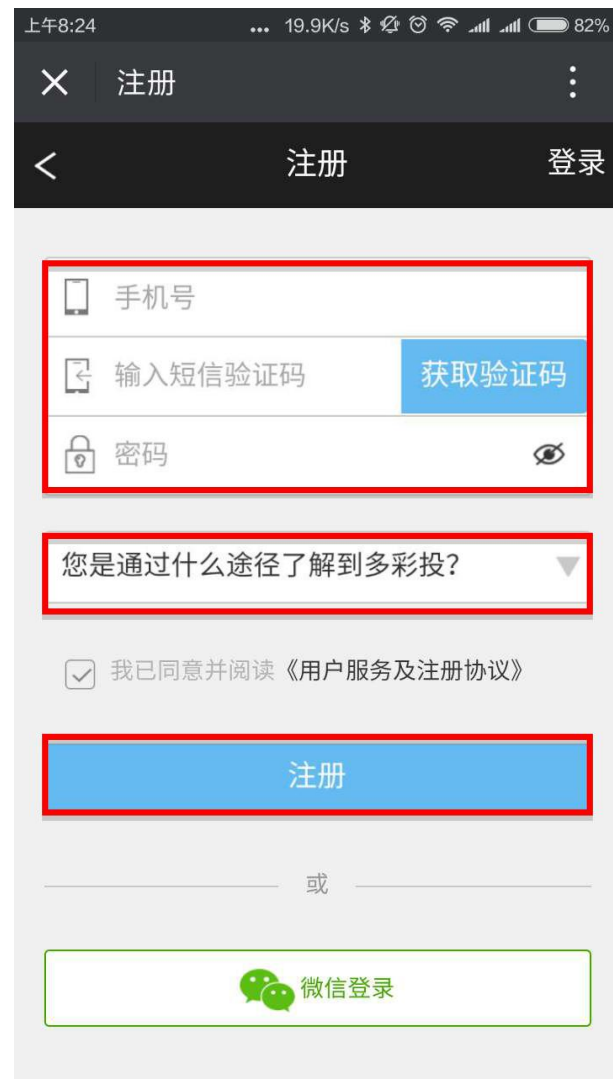 上午8:24 ... 19.9K/s 82%
注册
注册 登录
手机号
输入短信验证码 获取验证码
密码
您是通过什么途径了解到多彩投?
我已同意并阅读《用户服务及注册协议》
注册
或
微信登录